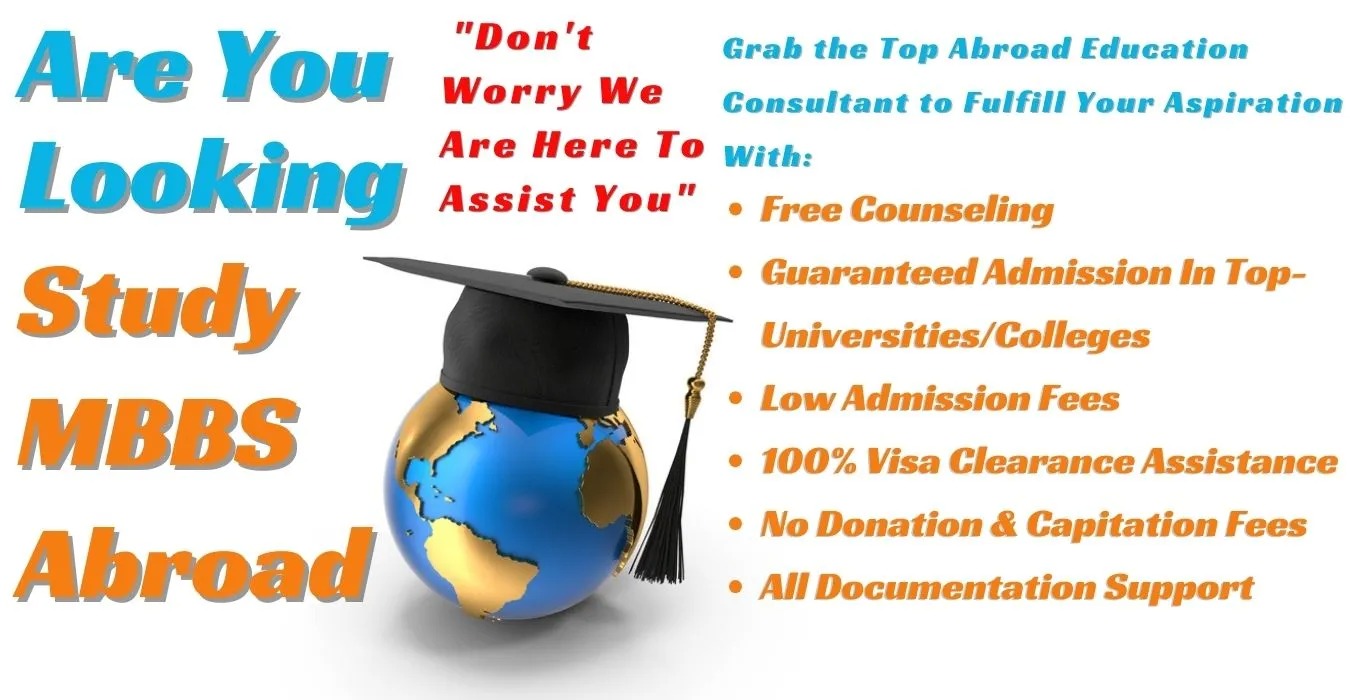 Are You
Looking
Study
MBBS
Abroad
"Don't
Worry We
Are Here To
Assist You"
Grab the Top Abroad Education
Consultant to Fulfill Your Aspiration
With:
• Free Counseling
• Guaranteed Admission In Top-
Universities/Colleges
• Low Admission Fees
• 100% Visa Clearance Assistance
• No Donation & Capitation Fees
• All Documentation Support